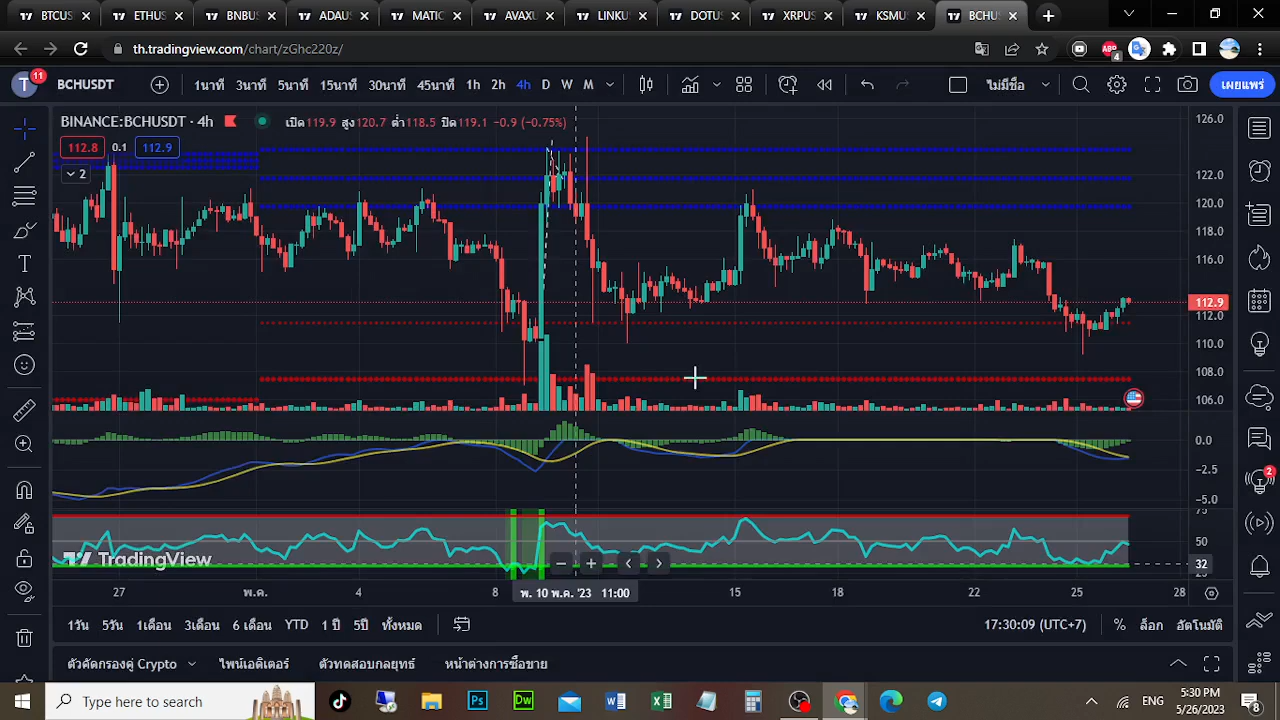 BTCUS
ETHUS
BNBUS
ADAUS
MATIC
AVAXU
LINKU
DOTUS
XRPUS
KSMU
BCHUS
th.tradingview.com/chart/zGhc220z/
ABP
4
T
11
BCHUSDT
1นาที
3นาที
5นาที
15นาที
30นาที
45นาที
1h
2h
4h
D
W
M
ไม่มีชื่อ
เผยแพร่
BINANCE:BCHUSDT · 4h
เปิด119.9 สูง120.7 ต่ำ118.5 ปิด119.1 -0.9 (-0.75%)
112.8
0.1
112.9
2
126.0
122.0
120.0
118.0
116.0
114.0
112.9
112.0
110.0
108.0
106.0
0.0
-2.5
-5.0
75
50
32
2
TradingView
27
พ.ค.
4
8
พ. 10 พ.ค. '23 11:00
15
18
22
25
28
1วัน
5วัน
1เดือน
3เดือน
6 เดือน
YTD
1 ปี
5ปี
ทั้งหมด
17:30:09 (UTC+7)
%
ล็อก
อัตโนมัติ
ตัวคัดกรองคู่ Crypto
ไพน์เอดิเตอร์
ตัวทดสอบกลยุทธ์
หน้าต่างการซื้อขาย
Type here to search
Ps
Dw
ENG
5:30 PM
5/26/2023
8